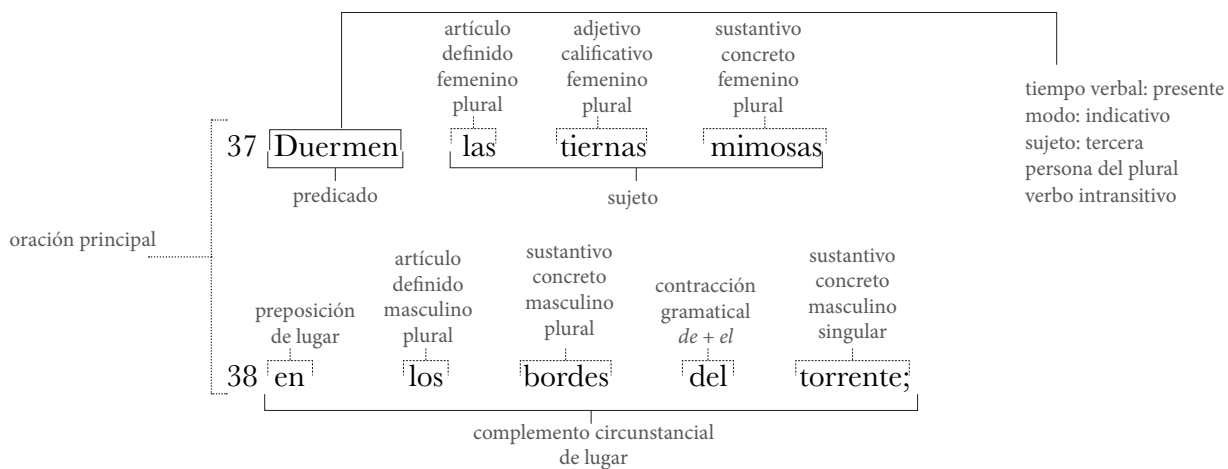 artículo
definido
femenino
plural
adjetivo
calificativo
femenino
plural
sustantivo
concreto
femenino
plural
tiempo verbal: presente
modo: indicativo
sujeto: tercera
persona del plural
verbo intransitivo
37 Duermen las tiernas mimosas
predicado
sujeto
oración principal
preposición
de lugar
artículo
definido
masculino
plural
sustantivo
concreto
masculino
plural
contracción
gramatical
de + el
sustantivo
concreto
masculino
singular
38 en los bordes del torrente;
complemento circunstancial
de lugar